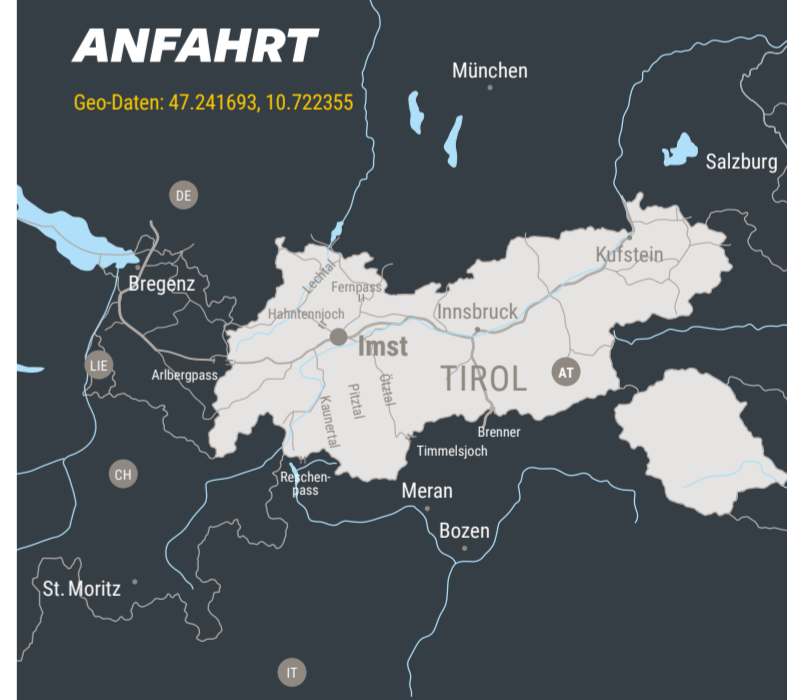 ANFAHRT
Geo-Daten: 47.241693, 10.722355
München
Salzburg
DE
Kufstein
Bregenz
Lechtal
Fernpass
Hahntennjoch
Innsbruck
Imst
LIE
Arlbergpass
TIROL
AT
Ötztal
Pitztal
Kaunertal
Brenner
Timmelsjoch
CH
Reschen-
pass
Meran
Bozen
St. Moritz
IT